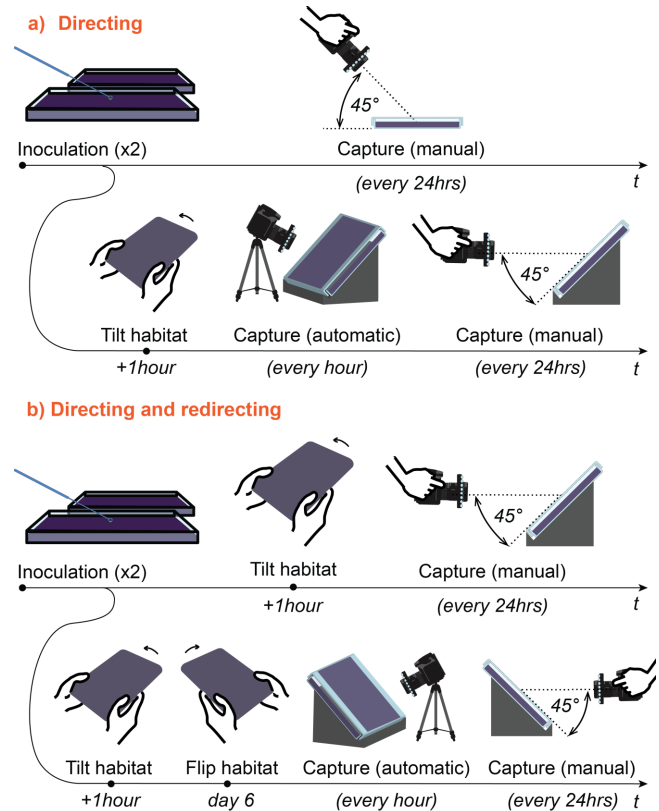 a) Directing
45°
Inoculation (x2)
Capture (manual)
(every 24hrs)
t
45°
Tilt habitat
Capture (automatic)
Capture (manual)
+1hour
(every hour)
(every 24hrs)
t
b) Directing and redirecting
45°
Inoculation (x2)
Tilt habitat
Capture (manual)
+1hour
(every 24hrs)
t
45°
Tilt habitat
Flip habitat
Capture (automatic)
Capture (manual)
+1hour
day 6
(every hour)
(every 24hrs)
t